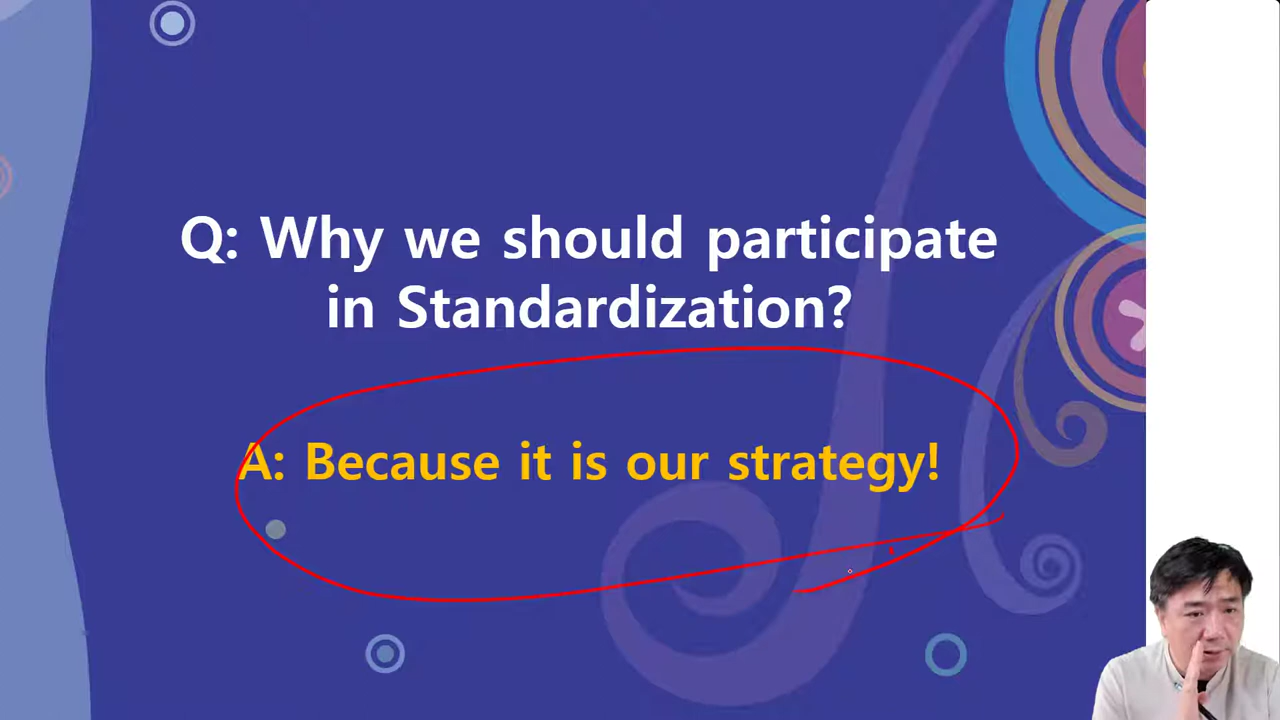 Q: Why we should participate
in Standardization?
A: Because it is our strategy!